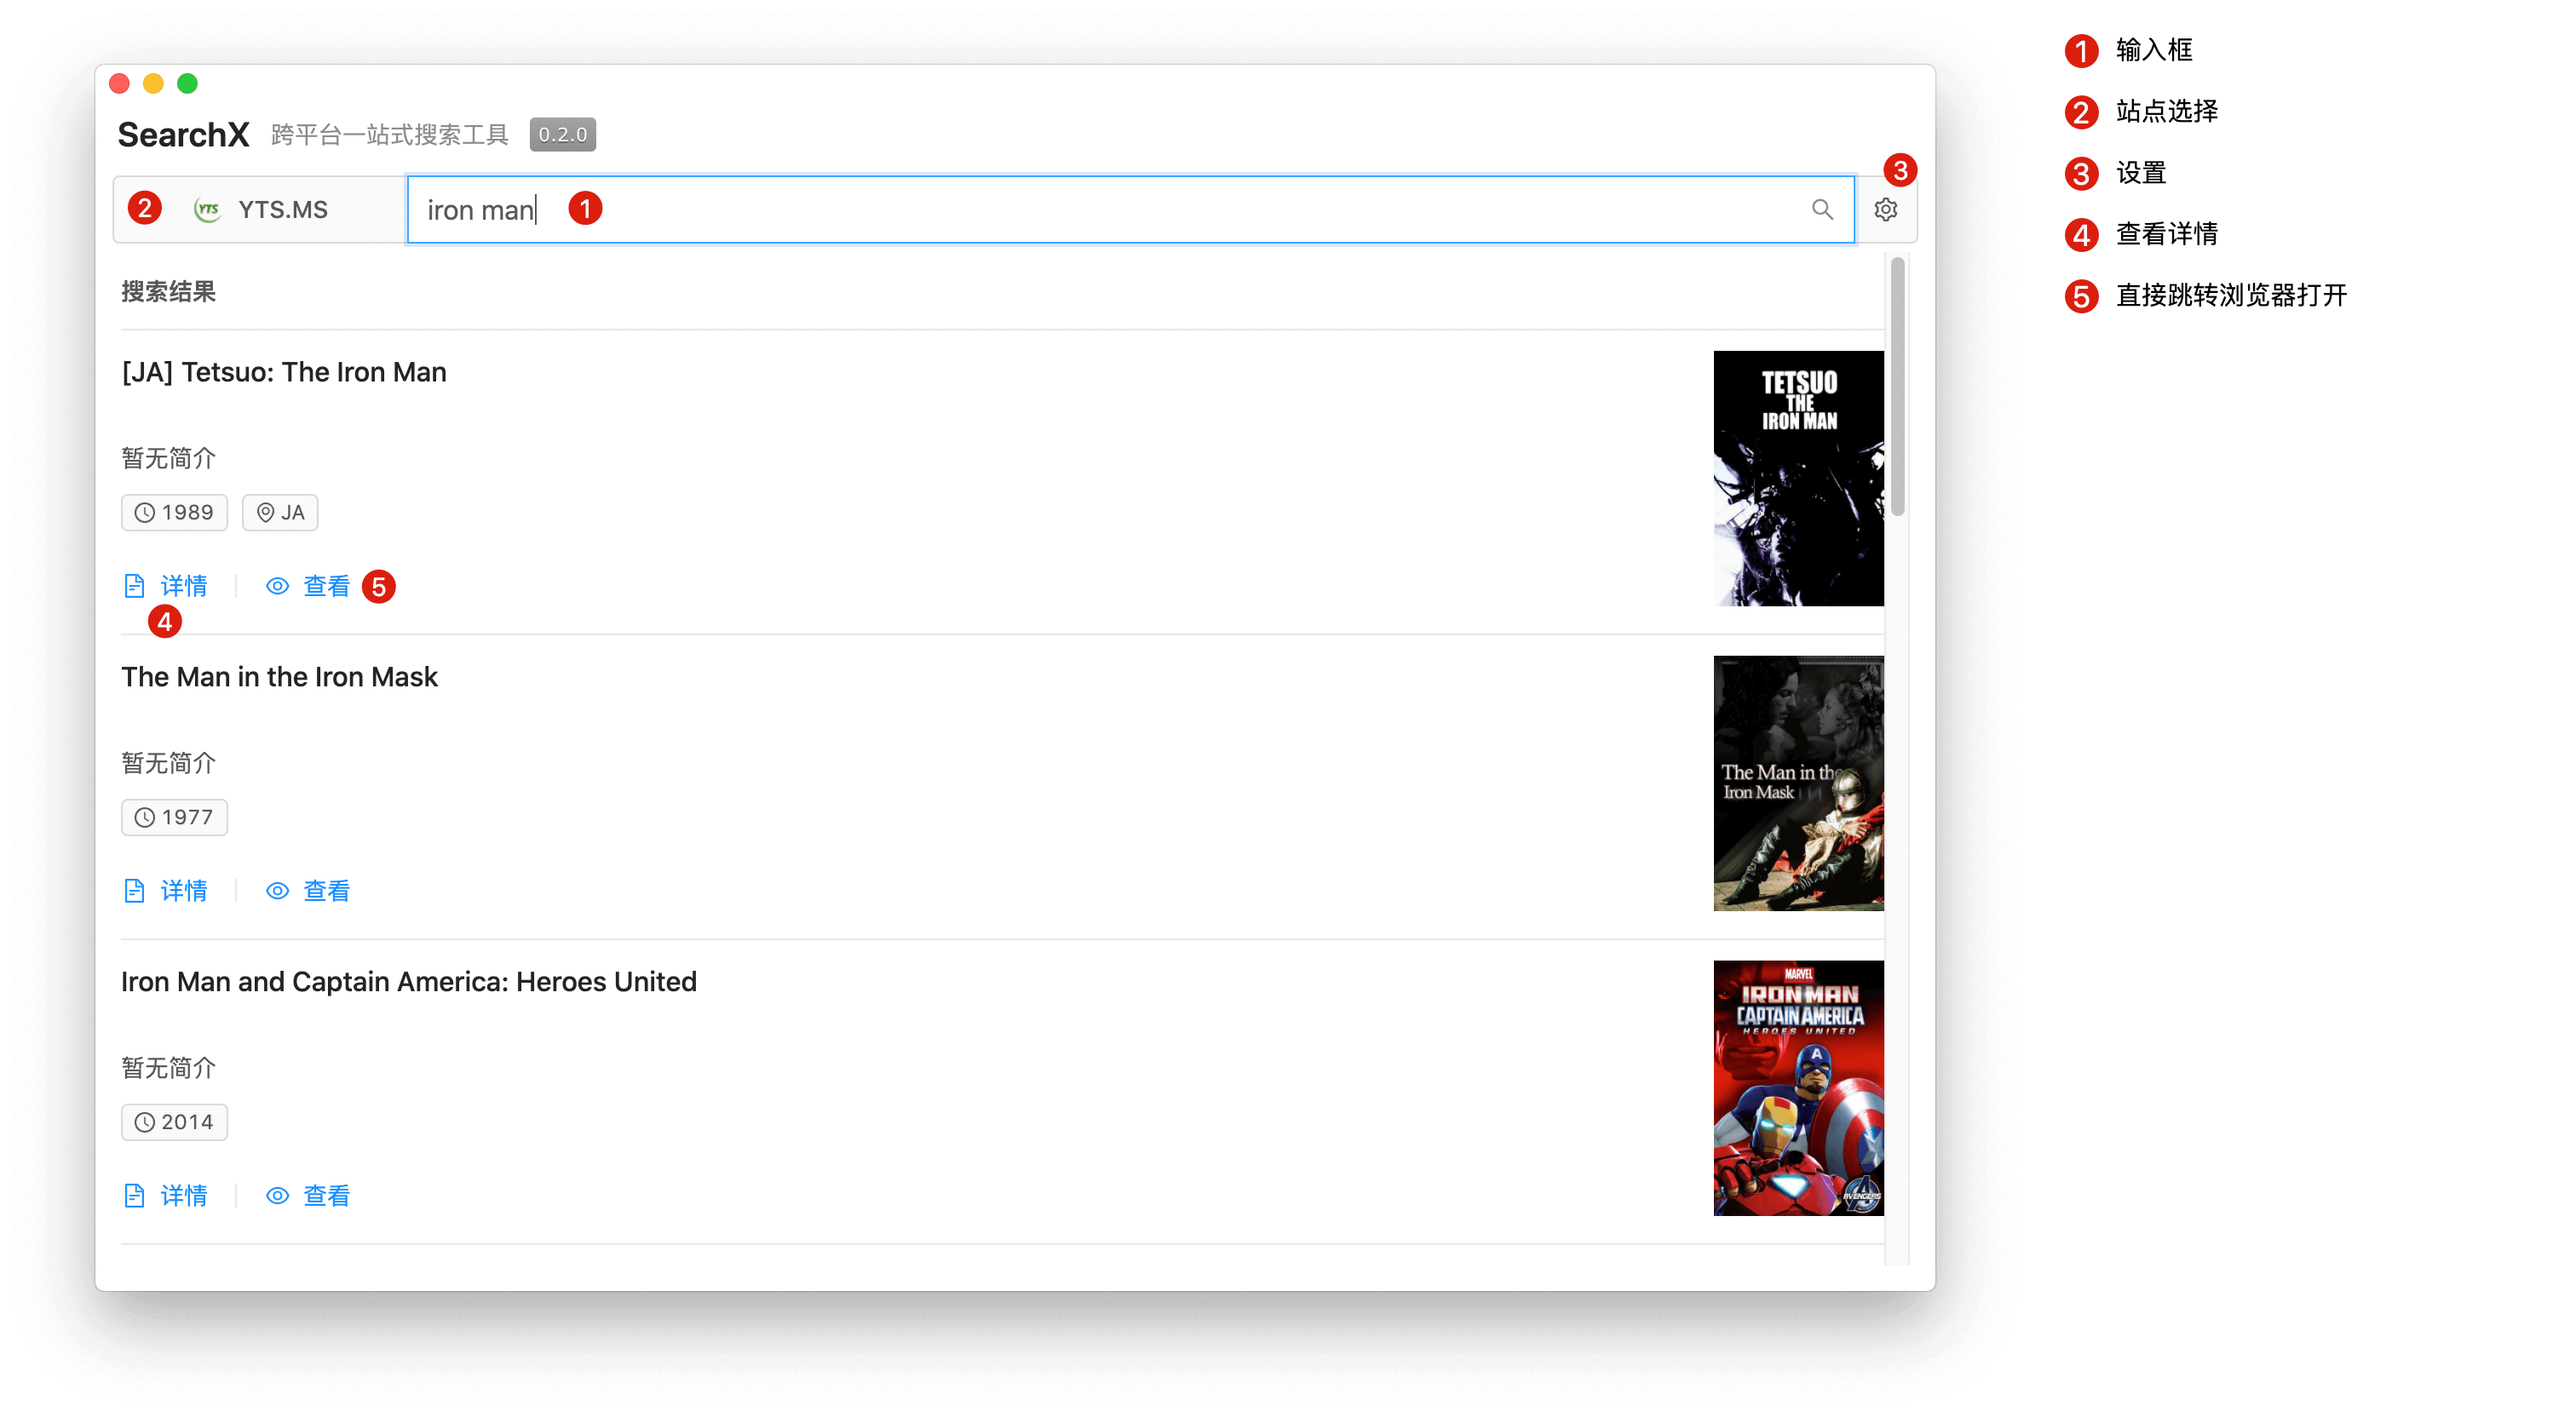 SearchX 跨平台一站式搜索工具 0.2.0
2 YTS YTS.MS iron man 1 3
搜索结果
[JA] Tetsuo: The Iron Man
暂无简介
1989 JA
详情 查看 5
4
TETSUO
THE
IRON MAN
The Man in the Iron Mask
暂无简介
1977
详情 查看
The Man in the
Iron Mask
Iron Man and Captain America: Heroes United
暂无简介
2014
详情 查看
MARVEL
IRON MAN
CAPTAIN AMERICA
HEROES UNITED
A
AVENGERS
1 输入框
2 站点选择
3 设置
4 查看详情
5 直接跳转浏览器打开